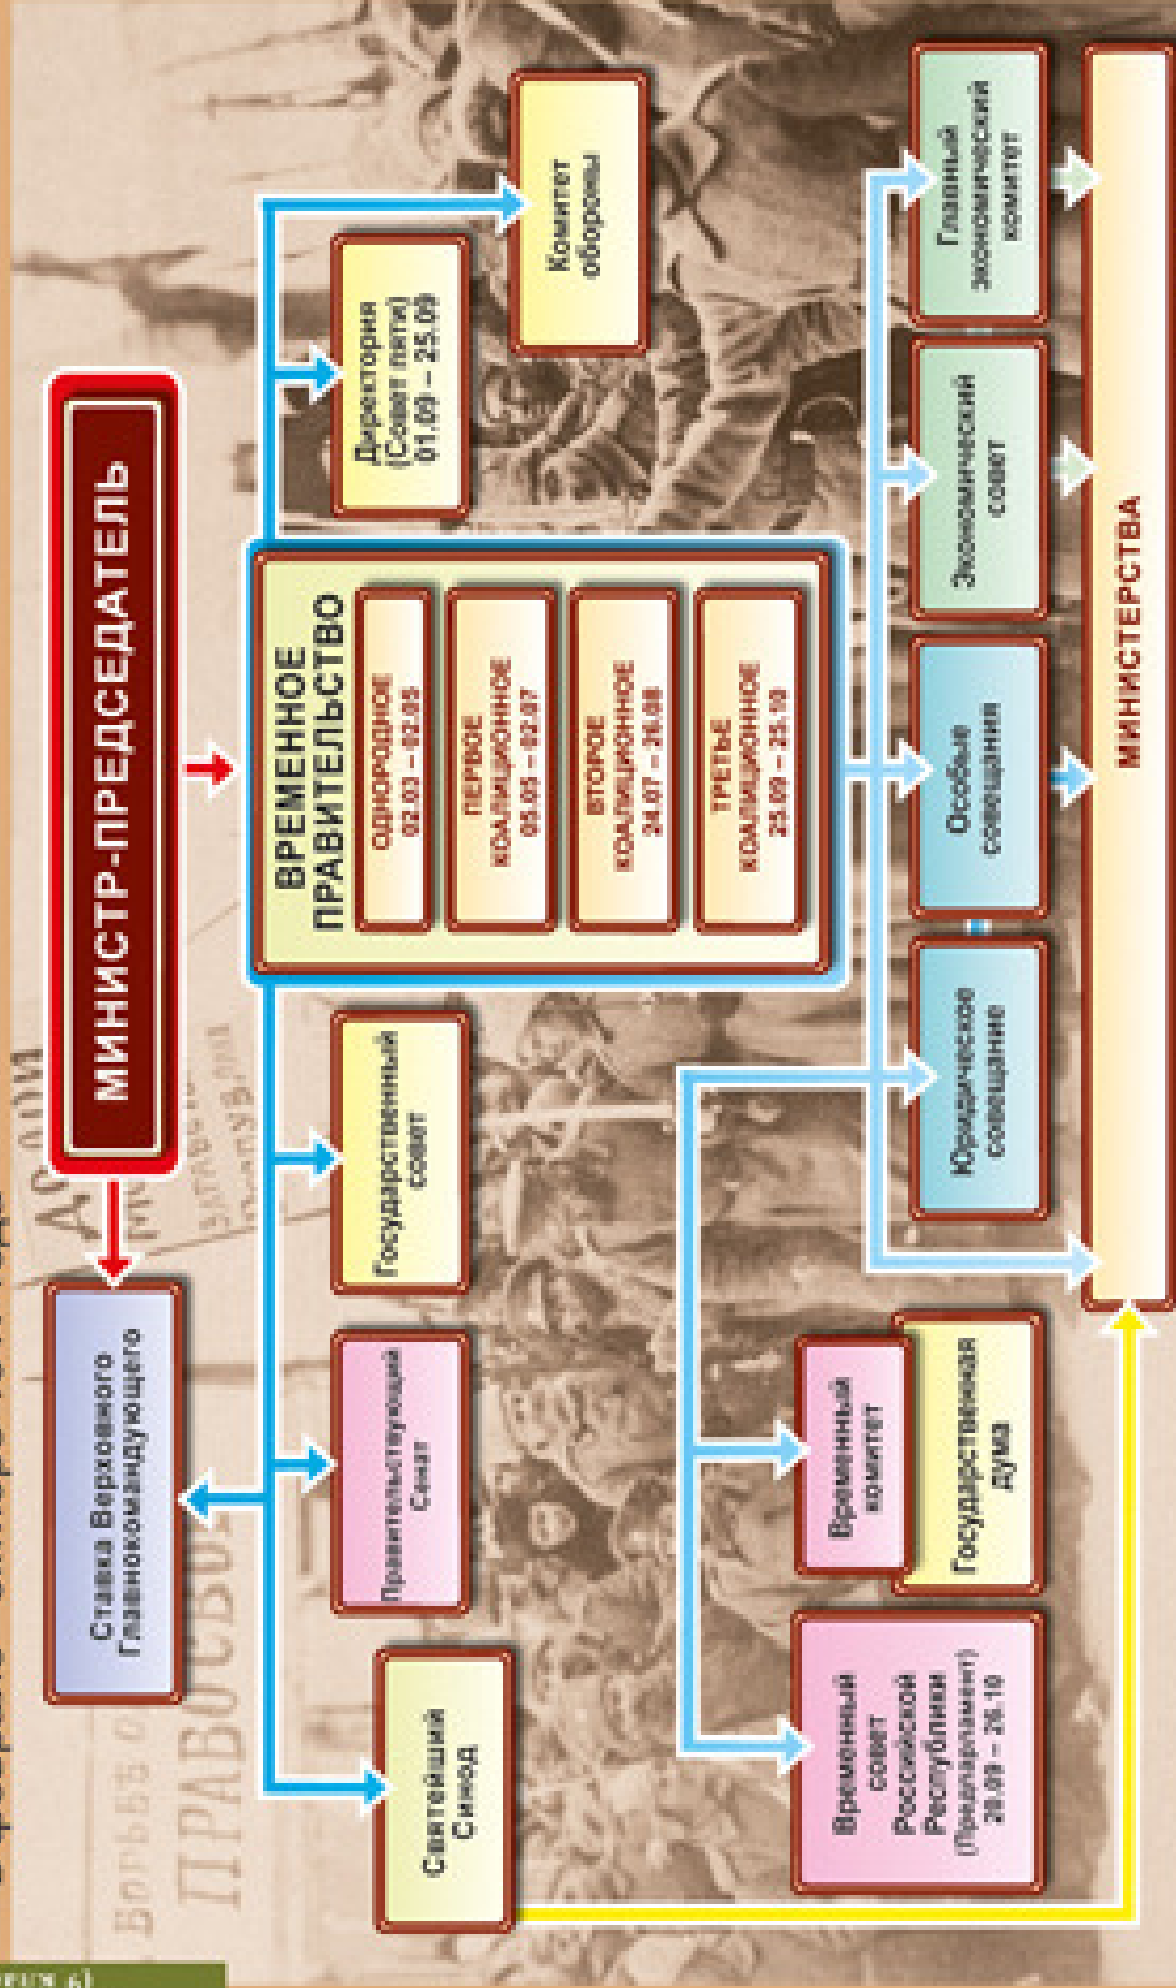 МИНИСТР-ПРЕДСЕДАТЕЛЬ
Ставка Верховного
Главнокомандующего
ВРЕМЕННОЕ
ПРАВИТЕЛЬСТВО
ОДНОРОДНОЕ
02.03 – 02.05
ПЕРВОЕ
КОАЛИЦИОННОЕ
05.05 – 02.07
ВТОРОЕ
КОАЛИЦИОННОЕ
24.07 – 26.08
ТРЕТЬЕ
КОАЛИЦИОННОЕ
25.09 – 25.10
Святейший
Синод
Правительствующий
Сенат
Государственный
совет
Директория
(Совет пяти)
01.09 – 25.09
Комитет
обороны
Временный
совет
Российской
Республики
(Предпарламент)
20.09 – 26.10
Временный
комитет
Государственная
дума
Юридическое
совещание
Особые
совещания
Экономический
совет
Главный
экономический
комитет
МИНИСТЕРСТВА
Борьбѣ
ПРАВОСЛ